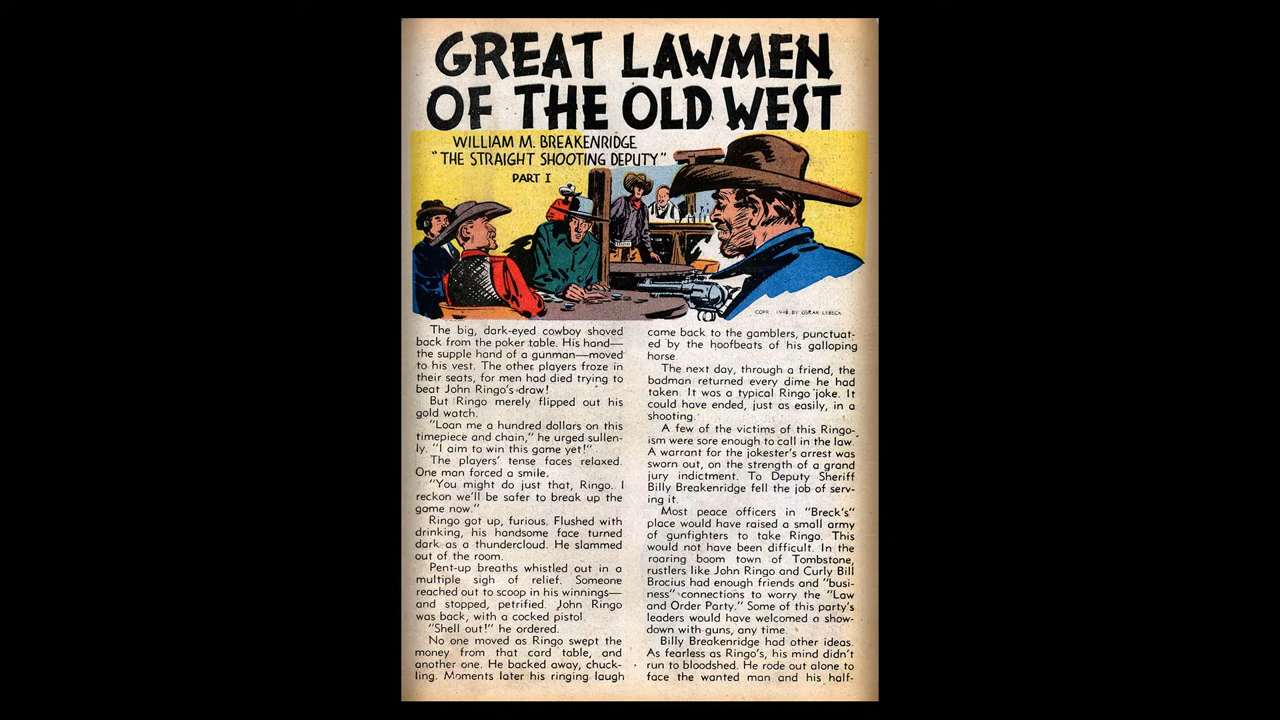 GREAT LAWMEN
OF THE OLD WEST
WILLIAM M. BREAKENRIDGE
"THE STRAIGHT SHOOTING DEPUTY"
PART I
COPR. 1948 BY OSKAR LEBECK
The big, dark-eyed cowboy shoved
back from the poker table. His hand—
the supple hand of a gunman—moved
to his vest. The other players froze in
their seats, for men had died trying to
beat John Ringo's draw!
But Ringo merely flipped out his
gold watch.
"Loan me a hundred dollars on this
timepiece and chain," he urged sullen-
ly. "I aim to win this game yet!"
The players' tense faces relaxed.
One man forced a smile.
"You might do just that, Ringo. I
reckon we'll be safer to break up the
game now."
Ringo got up, furious. Flushed with
drinking, his handsome face turned
dark as a thundercloud. He slammed
out of the room.
Pent-up breaths whistled out in a
multiple sigh of relief. Someone
reached out to scoop in his winnings—
and stopped, petrified. John Ringo
was back, with a cocked pistol.
"Shell out!" he ordered.
No one moved as Ringo swept the
money from that card table, and
another one. He backed away, chuck-
ling. Moments later his ringing laugh
came back to the gamblers, punctuat-
ed by the hoofbeats of his galloping
horse.
The next day, through a friend, the
badman returned every dime he had
taken. It was a typical Ringo joke. It
could have ended, just as easily, in a
shooting.
A few of the victims of this Ringo-
ism were sore enough to call in the law.
A warrant for the jokester's arrest was
sworn out, on the strength of a grand
jury indictment. To Deputy Sheriff
Billy Breakenridge fell the job of serv-
ing it.
Most peace officers in "Breck's"
place would have raised a small army
of gunfighters to take Ringo. This
would not have been difficult. In the
roaring boom town of Tombstone,
rustlers like John Ringo and Curly Bill
Brocius had enough friends and "busi-
ness" connections to worry the "Law
and Order Party." Some of this party's
leaders would have welcomed a show-
down with guns, any time.
Billy Breakenridge had other ideas.
As fearless as Ringo's, his mind didn't
run to bloodshed. He rode out alone to
face the wanted man and his half-